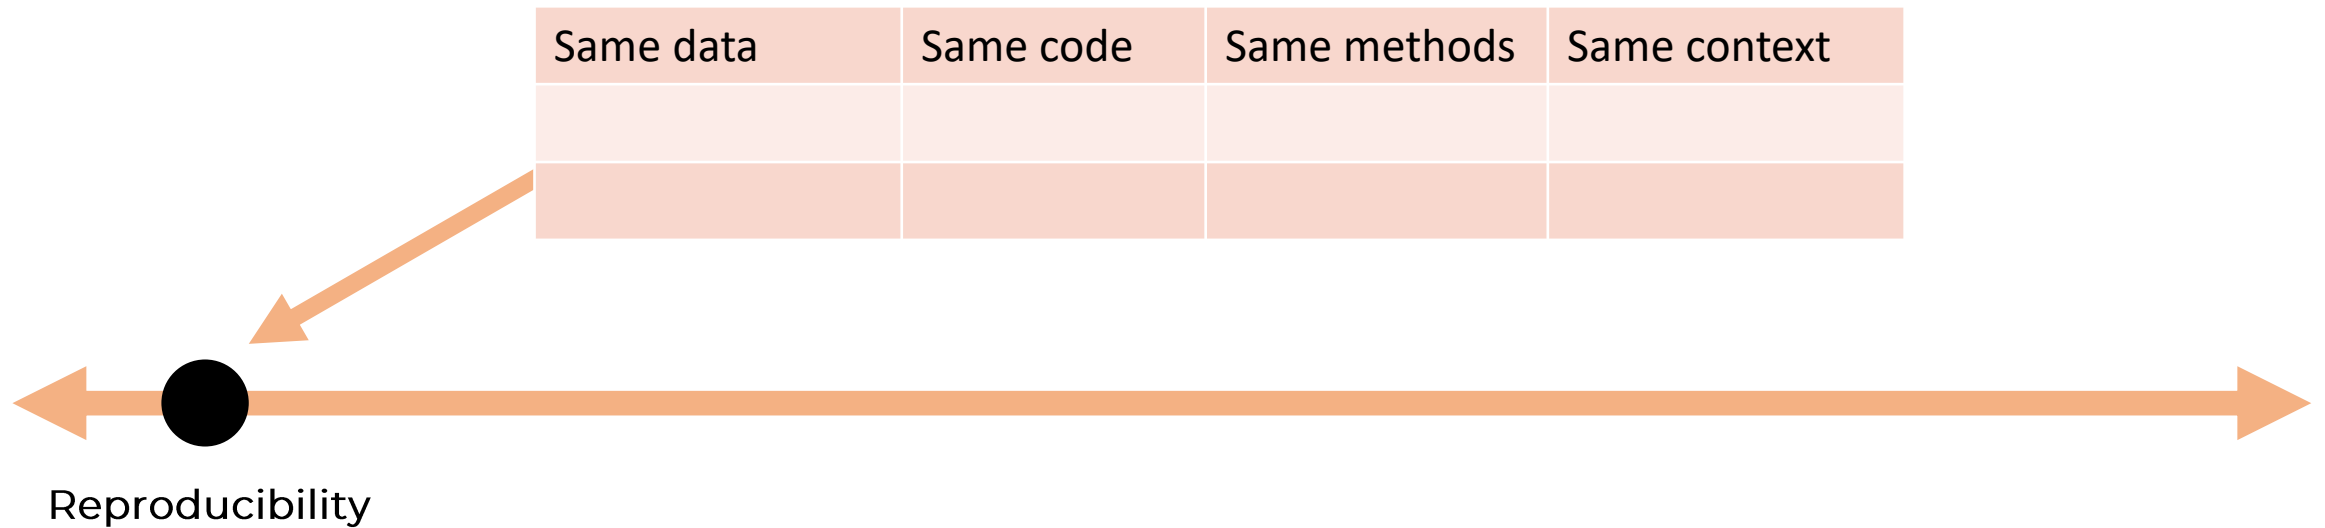 Same data Same code Same methods Same context
Reproducibility